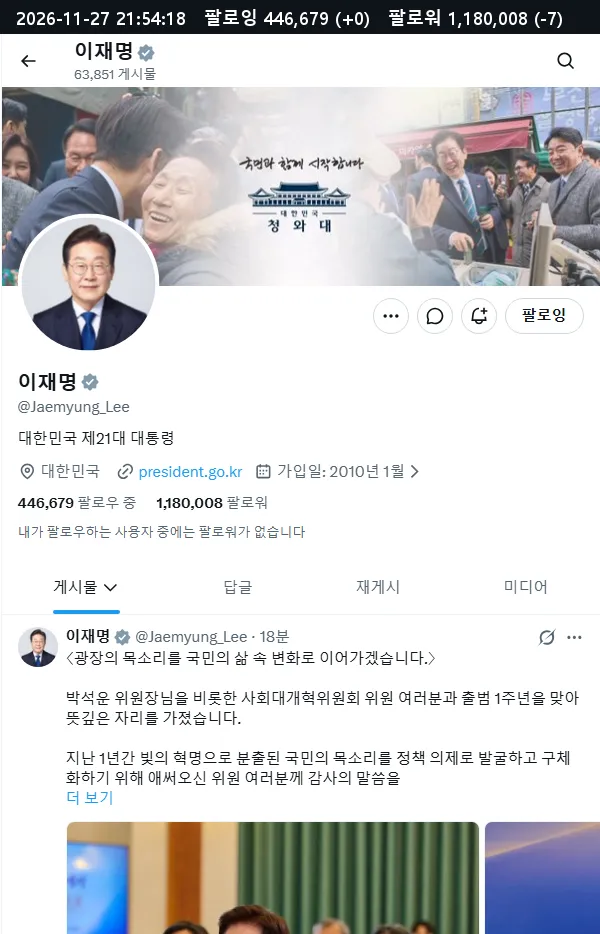 2026-11-27 21:54:18 팔로잉 446,679 (+0) 팔로워 1,180,008 (-7)
이재명
63,851 게시물
국민과 함께 시작합니다
대한민국
청와대
팔로잉
이재명
@Jaemyung_Lee
대한민국 제21대 대통령
대한민국 president.go.kr 가입일: 2010년 1월
446,679 팔로우 중 1,180,008 팔로워
내가 팔로우하는 사용자 중에는 팔로워가 없습니다
게시물 답글 재게시 미디어
이재명 @Jaemyung_Lee · 18분
〈광장의 목소리를 국민의 삶 속 변화로 이어가겠습니다.〉
박석운 위원장님을 비롯한 사회대개혁위원회 위원 여러분과 출범 1주년을 맞아
뜻깊은 자리를 가졌습니다.
지난 1년간 빛의 혁명으로 분출된 국민의 목소리를 정책 의제로 발굴하고 구체
화하기 위해 애써오신 위원 여러분께 감사의 말씀을
더 보기